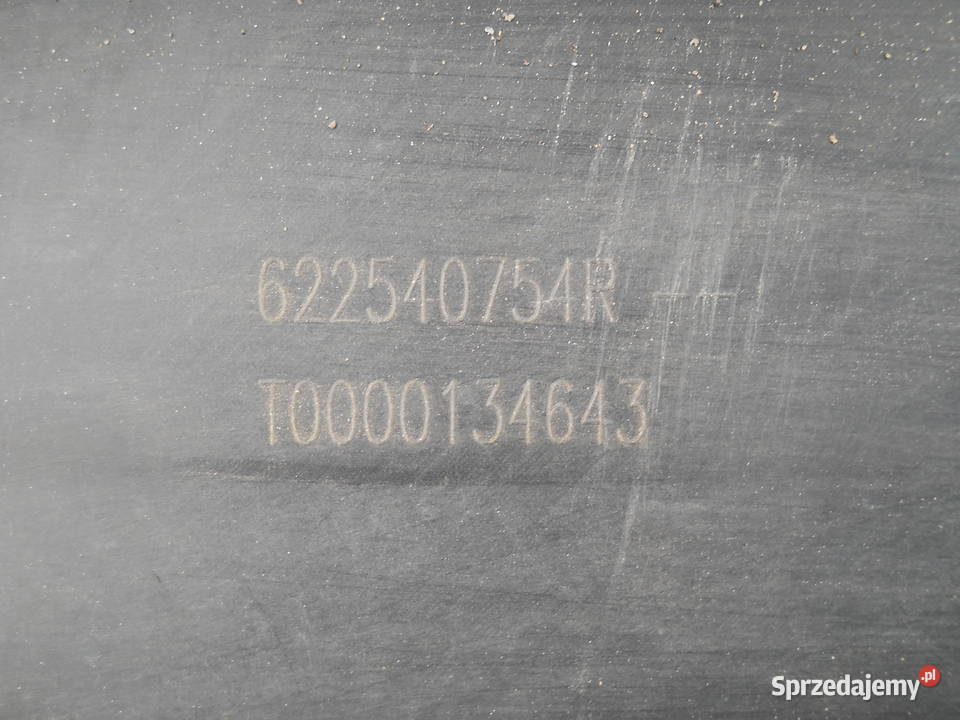 622540754R --
T0000134643
Sprzedajemy.pl